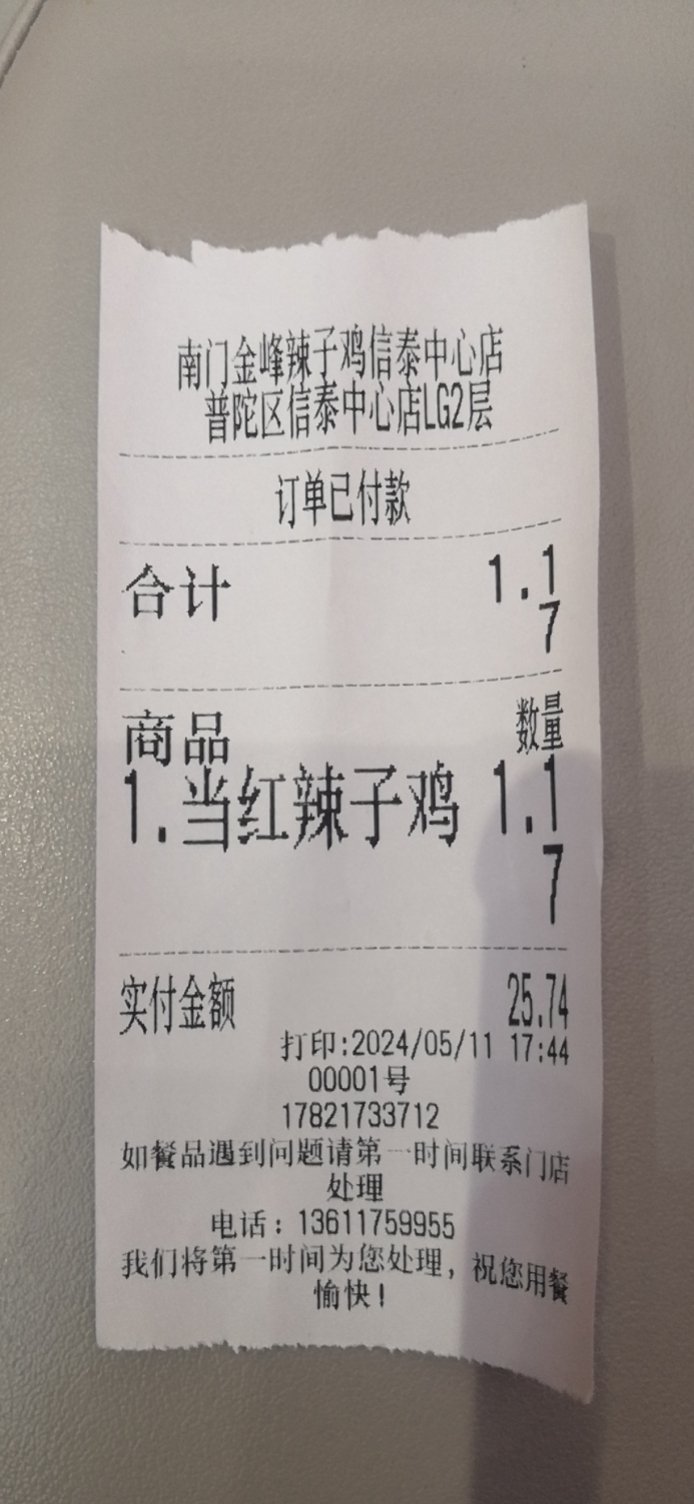 南门金峰辣子鸡信泰中心店
普陀区信泰中心店LG2层
订单已付款
合计 1.1
7
商品 数量
1.当红辣子鸡 1.1
7
实付金额 25.74
打印:2024/05/11 17:44
00001号
17821733712
如餐品遇到问题请第一时间联系门店
处理
电话：13611759955
我们将第一时间为您处理，祝您用餐
愉快！